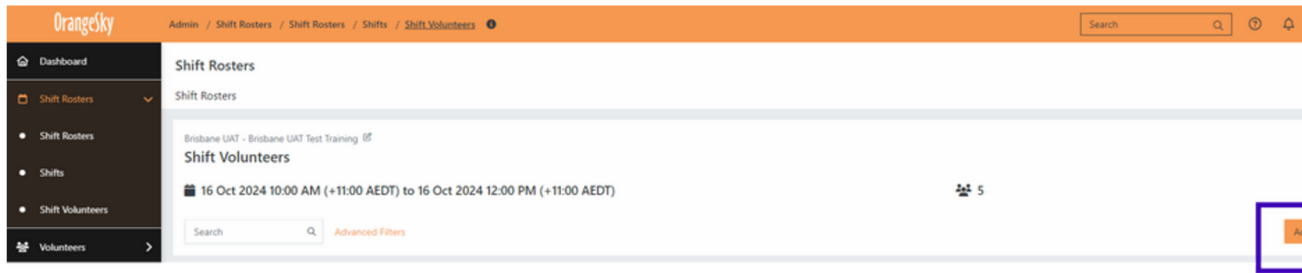 OrangeSky
Admin / Shift Rosters / Shift Rosters / Shifts / Shift Volunteers
Search
Dashboard
Shift Rosters
Shift Rosters
Shift Rosters
Shift Rosters
Shifts
Shift Volunteers
Volunteers
Brisbane UAT - Brisbane UAT Test Training
Shift Volunteers
16 Oct 2024 10:00 AM (+11:00 AEDT) to 16 Oct 2024 12:00 PM (+11:00 AEDT)
5
Search
Advanced Filters